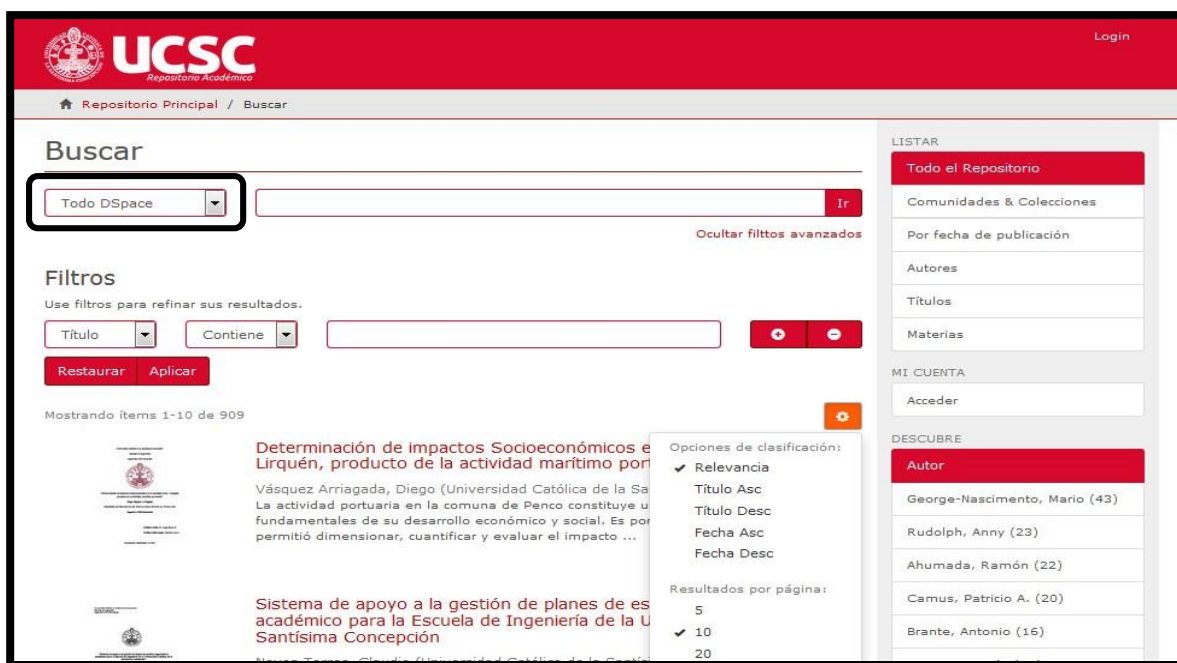 UCSC
Repositorio Académico
Login
Repositorio Principal / Buscar
Buscar
Todo DSpace
Ir
Ocultar filttos avanzados
Filtros
Use filtros para refinar sus resultados.
Título
Contiene
Restaurar
Aplicar
Mostrando ítems 1-10 de 909
Determinación de impactos Socioeconómicos e
Lirquén, producto de la actividad marítimo port
Vásquez Arriagada, Diego (Universidad Católica de la Sa
La actividad portuaria en la comuna de Penco constituye u
fundamentales de su desarrollo económico y social. Es por
permitió dimensionar, cuantificar y evaluar el impacto ...
Sistema de apoyo a la gestión de planes de es
académico para la Escuela de Ingeniería de la U
Santísima Concepción
Opciones de clasificación:
Relevancia
Título Asc
Título Desc
Fecha Asc
Fecha Desc
Resultados por página:
5
10
20
LISTAR
Todo el Repositorio
Comunidades & Colecciones
Por fecha de publicación
Autores
Títulos
Materias
MI CUENTA
Acceder
DESCUBRE
Autor
George-Nascimento, Mario (43)
Rudolph, Anny (23)
Ahumada, Ramón (22)
Camus, Patricio A. (20)
Brante, Antonio (16)